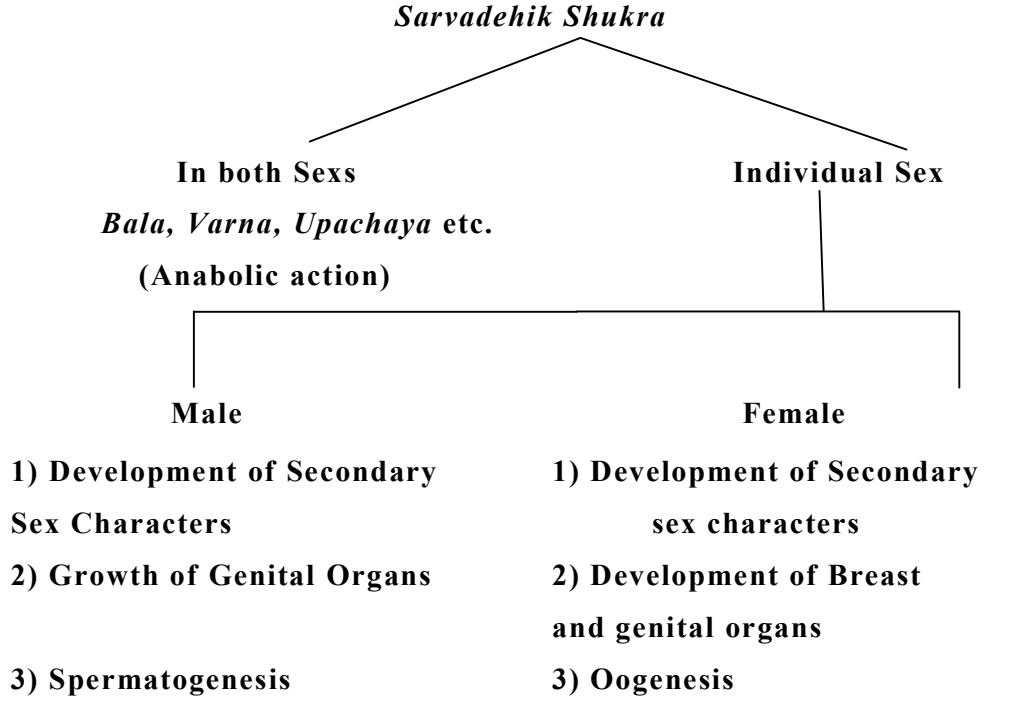 Sarvadehik Shukra
In both Sexs
Individual Sex
Bala, Varna, Upachaya etc.
(Anabolic action)
Male
Female
1) Development of Secondary
Sex Characters
2) Growth of Genital Organs
3) Spermatogenesis
1) Development of Secondary
sex characters
2) Development of Breast
and genital organs
3) Oogenesis